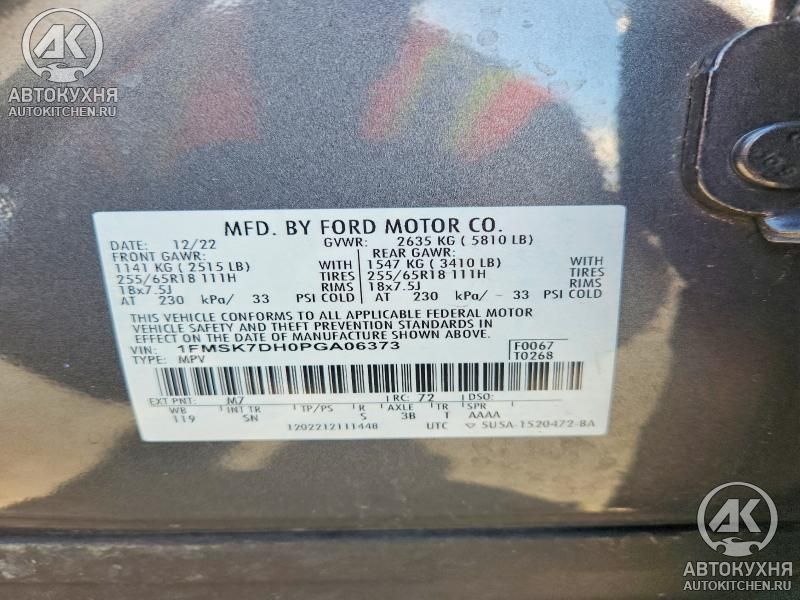 АК
АВТОКУХНЯ
AUTOKITCHEN.RU
MFD. BY FORD MOTOR CO.
DATE: 12/22 GVWR: 2635 KG ( 5810 LB)
FRONT GAWR: REAR GAWR:
1141 KG ( 2515 LB) WITH 1547 KG ( 3410 LB) WITH
255/65R18 111H TIRES 255/65R18 111H TIRES
18x7.5J RIMS 18x7.5J RIMS
AT 230 kPa/ 33 PSI COLD AT 230 kPa/ 33 PSI COLD
THIS VEHICLE CONFORMS TO ALL APPLICABLE FEDERAL MOTOR
VEHICLE SAFETY AND THEFT PREVENTION STANDARDS IN
EFFECT ON THE DATE OF MANUFACTURE SHOWN ABOVE.
VIN: 1FMSK7DH0PGA06373 F0067
TYPE: MPV T0268
EXT PNT: M7 RC: 72 DSO:
WB INT TR TP/PS R AXLE TR SPR
119 SN S 3B T AAAA
1202212111448 UTC ▽ 5USA-1520472-BA
АК
АВТОКУХНЯ
AUTOKITCHEN.RU